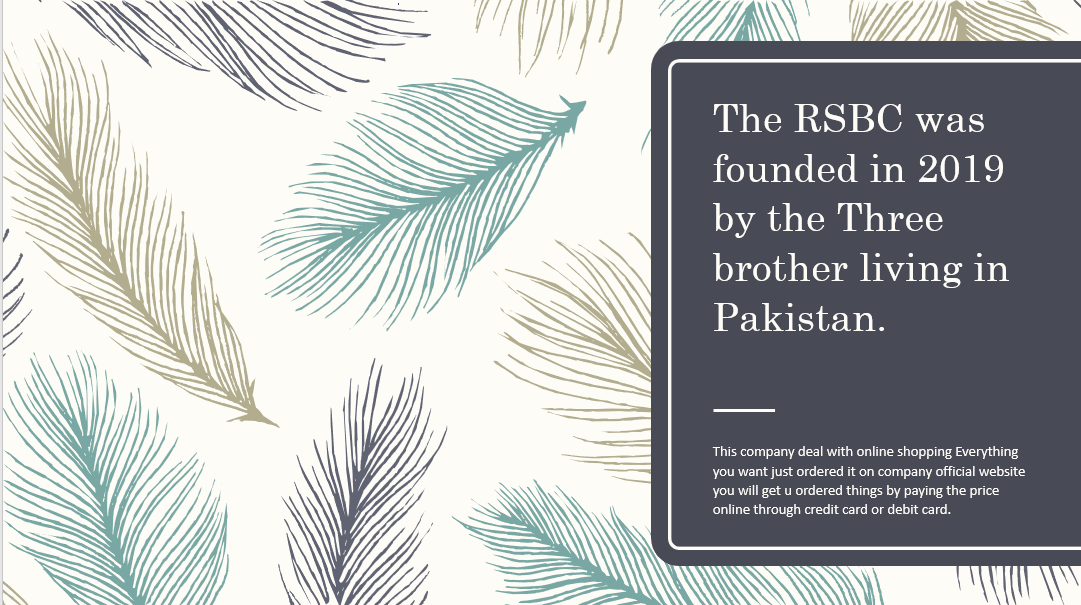 The RSBC was
founded in 2019
by the Three
brother living in
Pakistan.
This company deal with online shopping Everything
you want just ordered it on company official website
you will get u ordered things by paying the price
online through credit card or debit card.